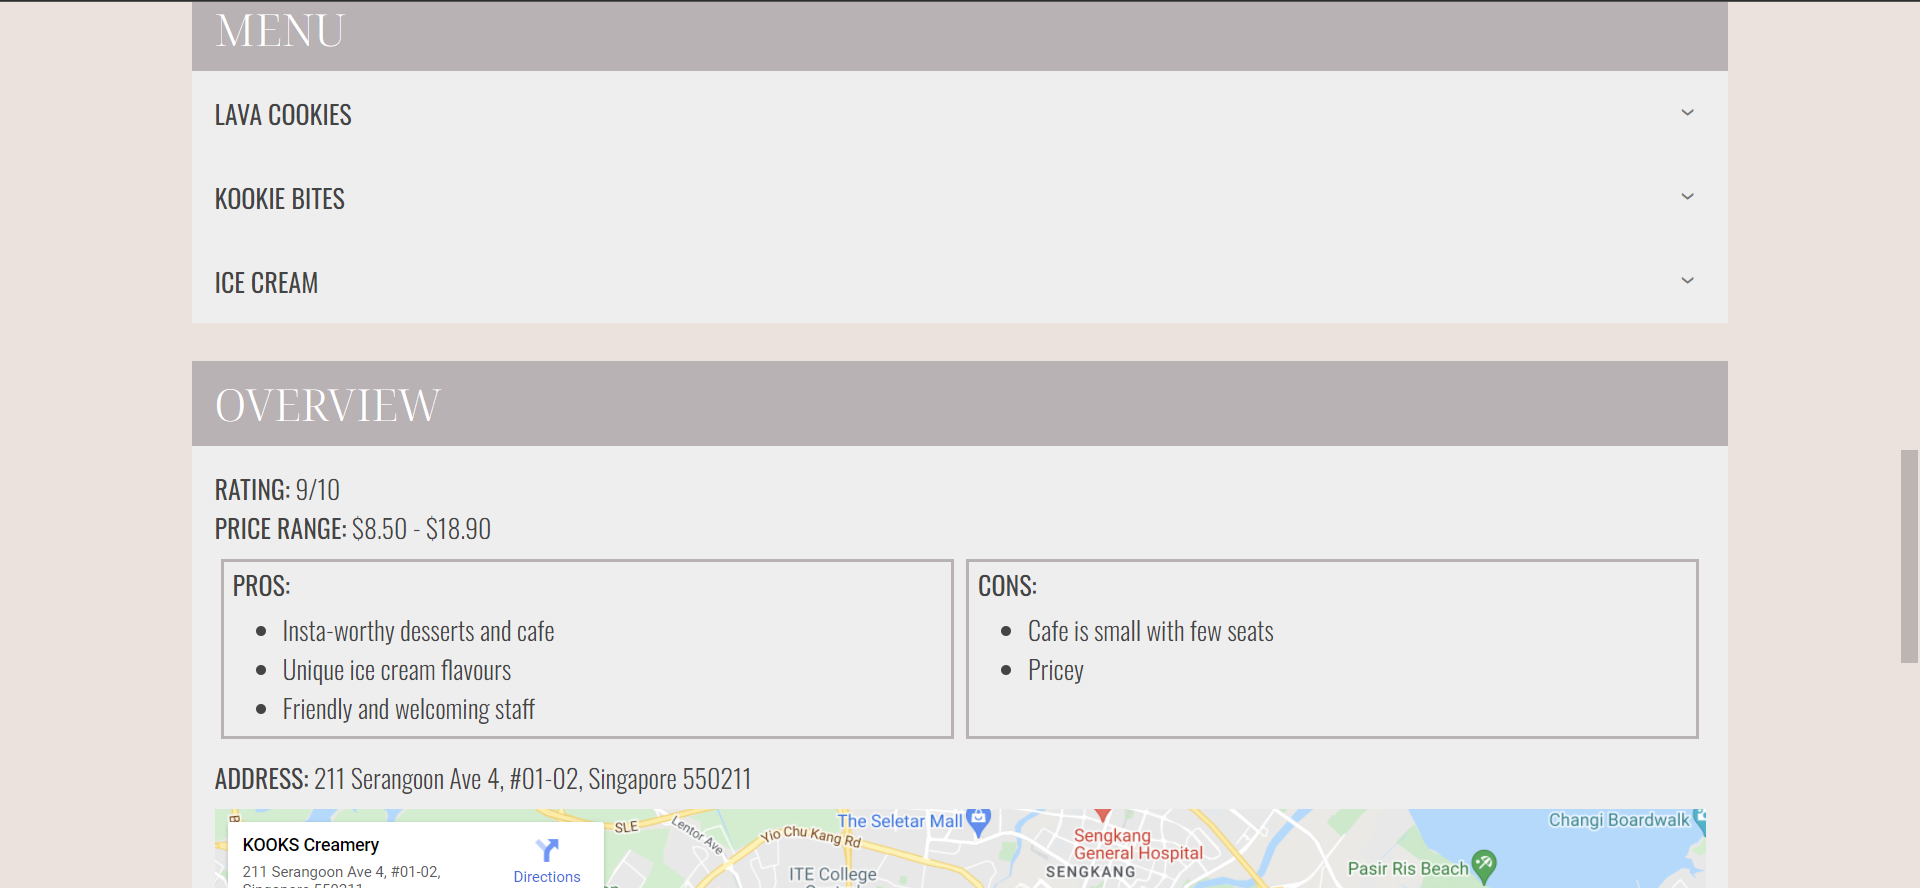 MENU
LAVA COOKIES
KOOKIE BITES
ICE CREAM
OVERVIEW
RATING: 9/10
PRICE RANGE: $8.50 - $18.90
PROS:
Insta-worthy desserts and cafe
Unique ice cream flavours
Friendly and welcoming staff
CONS:
Cafe is small with few seats
Pricey
ADDRESS: 211 Serangoon Ave 4, #01-02, Singapore 550211
KOOKS Creamery
211 Serangoon Ave 4, #01-02,
Singapore 550211
Directions
SLE
Lentor Ave
Yio Chu Kang Rd
The Seletar Mall
ITE College
Sengkang
General Hospital
SENGKANG
Pasir Ris Beach
Changi Boardwalk